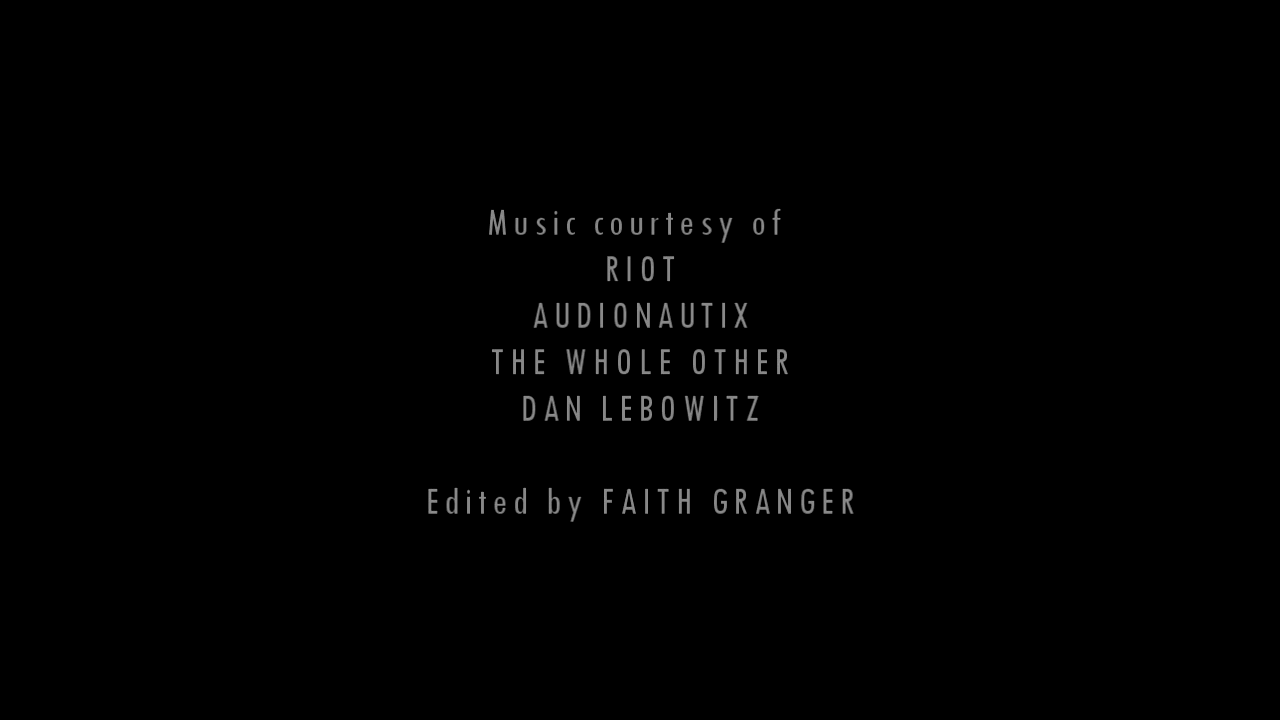 Music courtesy of
RIOT
AUDIONAUTIX
THE WHOLE OTHER
DAN LEBOWITZ
Edited by FAITH GRANGER